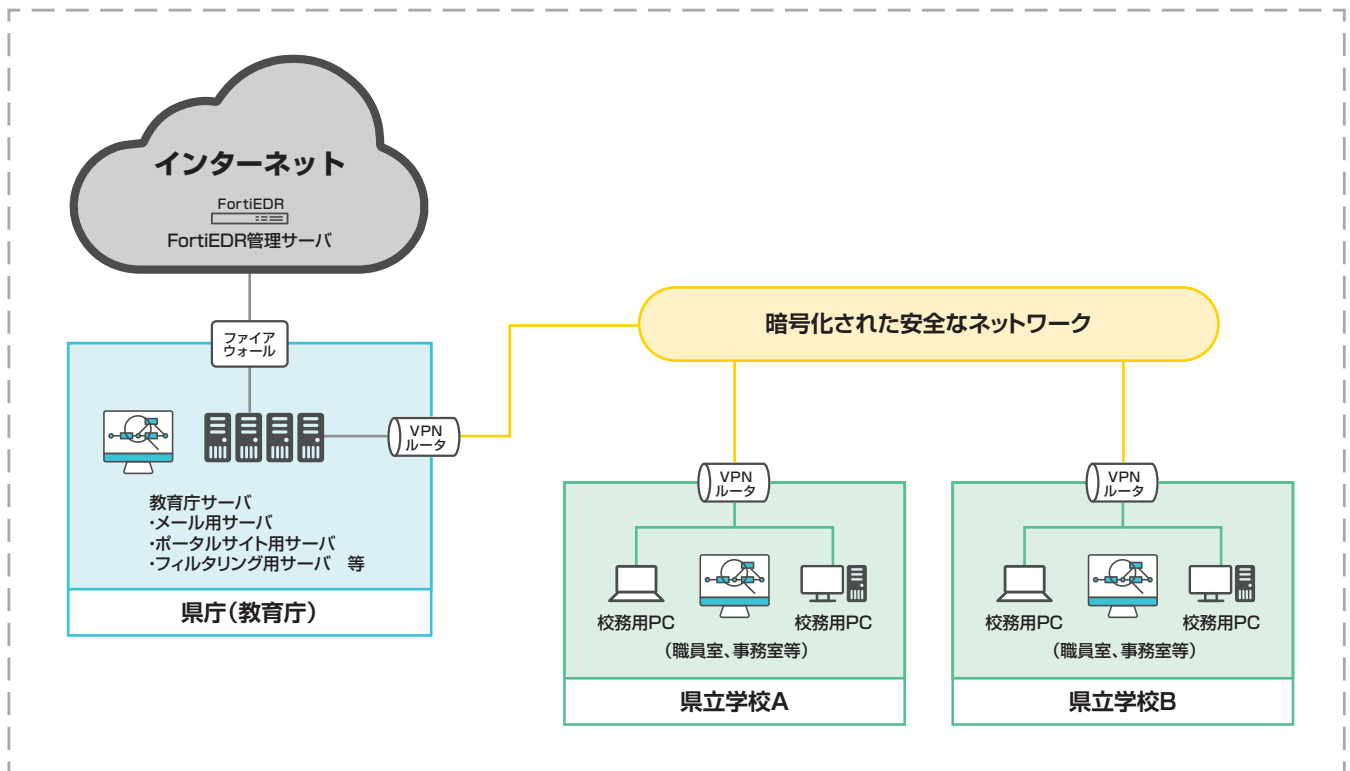 インターネット
FortiEDR
FortiEDR管理サーバ
ファイア
ウォール
暗号化された安全なネットワーク
VPN
ルータ
教育庁サーバ
・メール用サーバ
・ポータルサイト用サーバ
・フィルタリング用サーバ　等
県庁(教育庁)
VPN
ルータ
校務用PC
校務用PC
(職員室、事務室等)
県立学校A
VPN
ルータ
校務用PC
校務用PC
(職員室、事務室等)
県立学校B